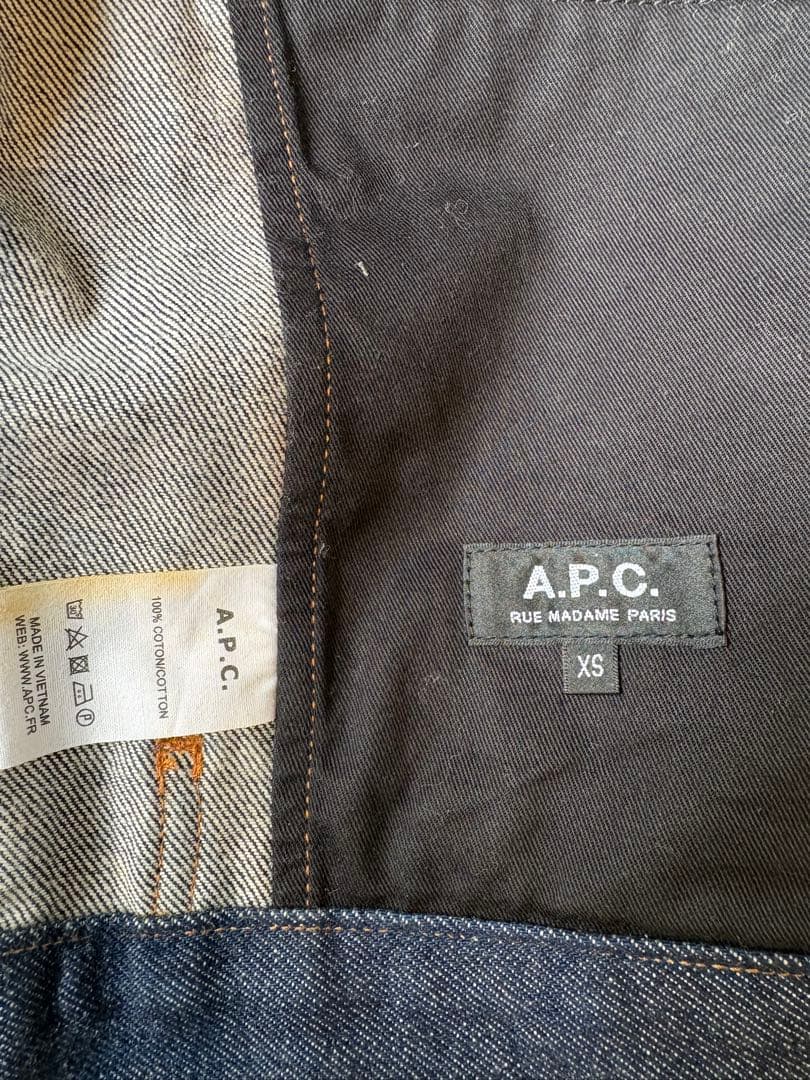 A.P.C.
100% COTON/COTTON
MADE IN VIETNAM
WEB: WWW.APC.FR
A.P.C.
RUE MADAME PARIS
XS